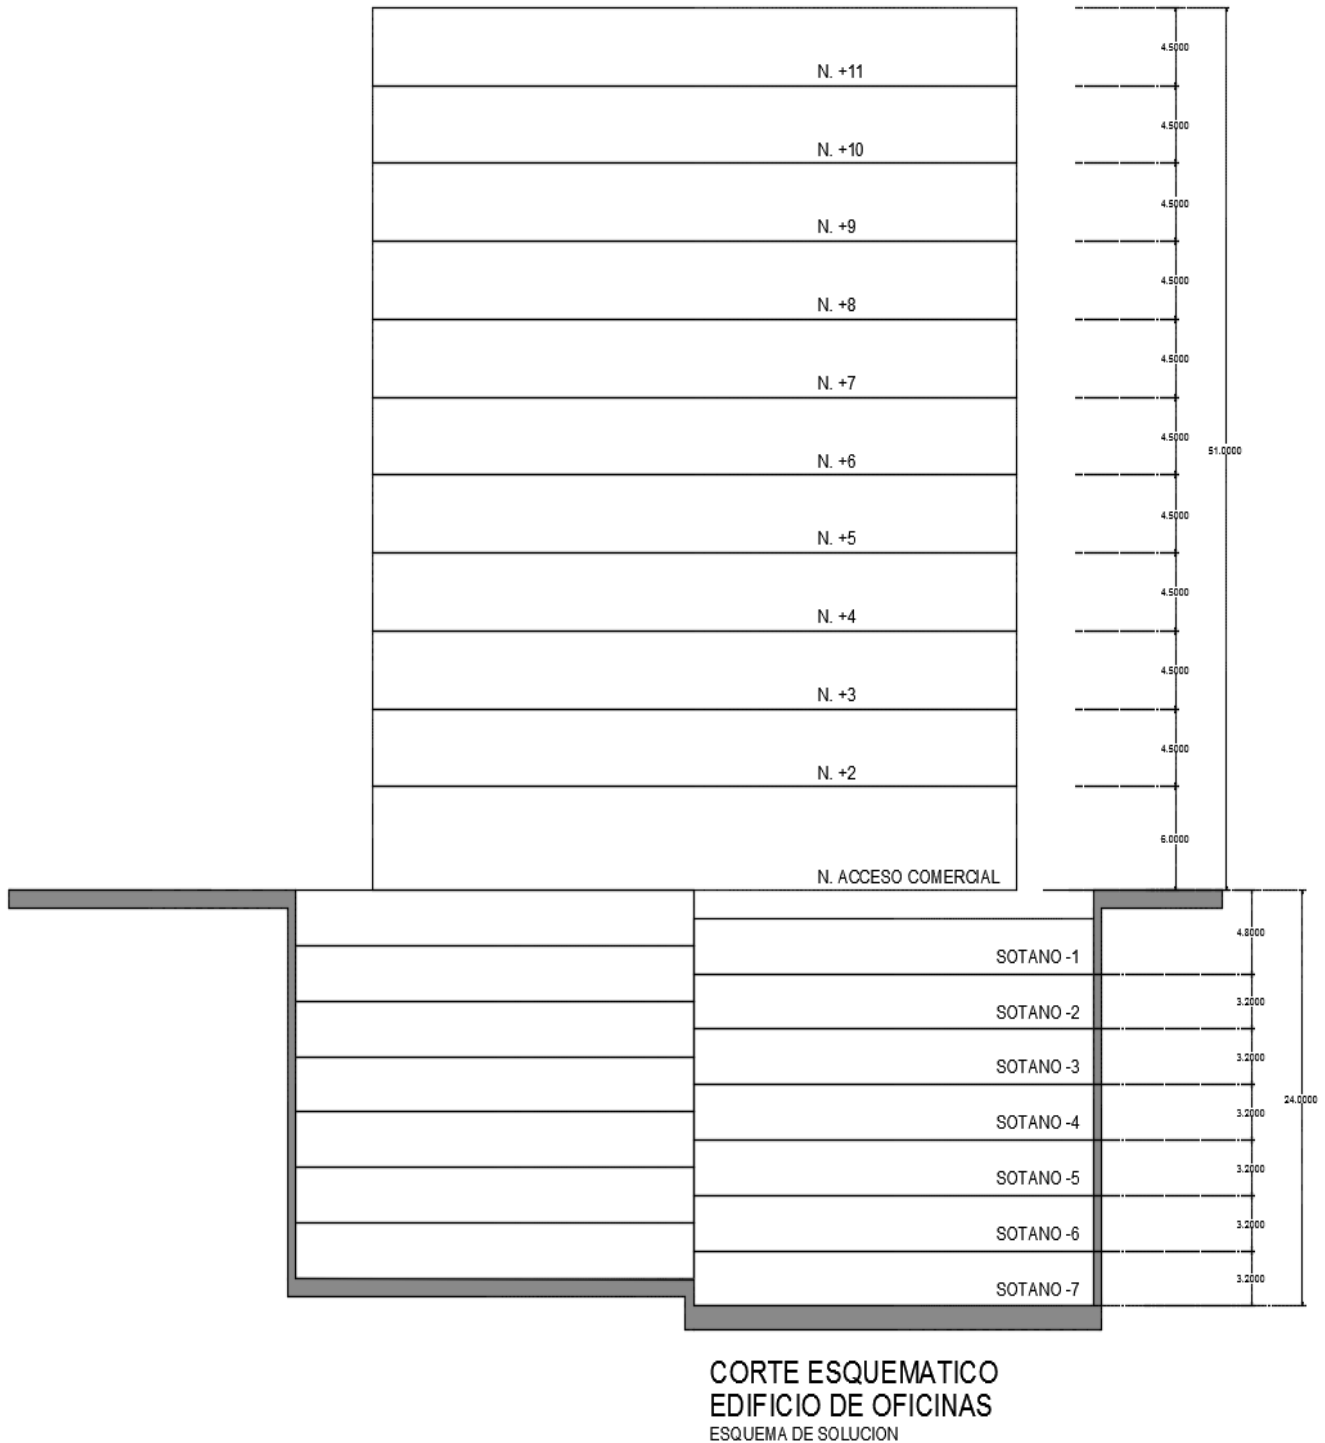 4.5000
N. +11
4.5000
N. +10
4.5000
N. +9
4.5000
N. +8
4.5000
N. +7
4.5000
51.0000
N. +6
4.5000
N. +5
4.5000
N. +4
4.5000
N. +3
4.5000
N. +2
6.0000
N. ACCESO COMERCIAL
4.8000
SOTANO -1
3.2000
SOTANO -2
3.2000
SOTANO -3
24.0000
3.2000
SOTANO -4
3.2000
SOTANO -5
3.2000
SOTANO -6
3.2000
SOTANO -7
CORTE ESQUEMATICO
EDIFICIO DE OFICINAS
ESQUEMA DE SOLUCION